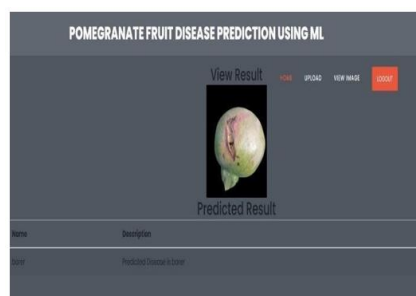 POMEGRANATE FRUIT DISEASE PREDICTION USING ML
View Result
HOME UPLOAD VIEW IMAGE LOGOUT
Predicted Result
Name Description
borer Predicted Disease is borer